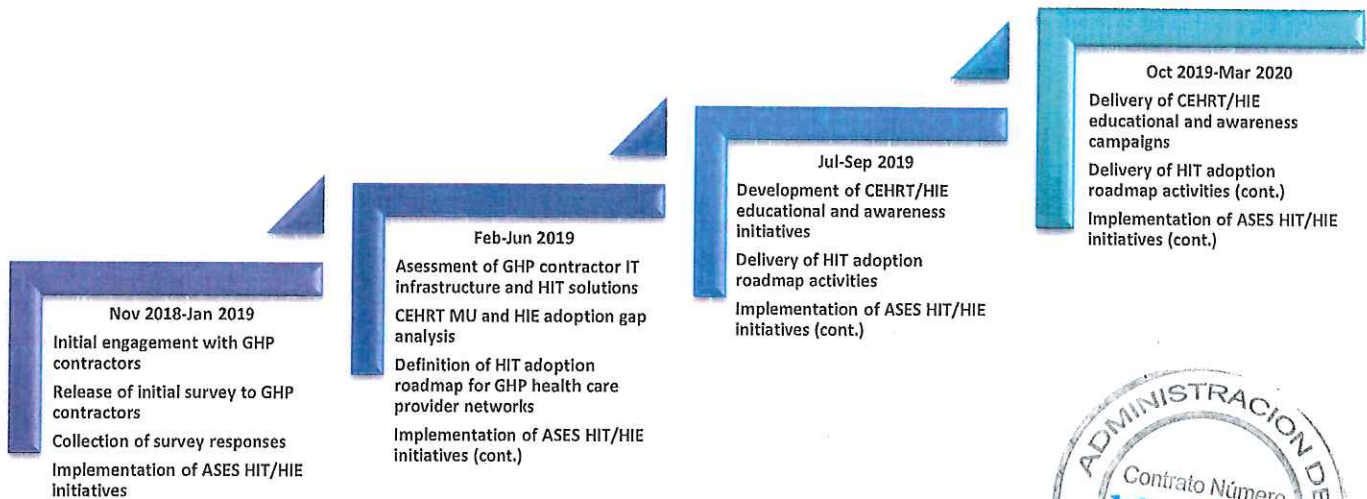 Nov 2018-Jan 2019
Initial engagement with GHP
contractors
Release of initial survey to GHP
contractors
Collection of survey responses
Implementation of ASES HIT/HIE
initiatives
Feb-Jun 2019
Asessment of GHP contractor IT
infrastructure and HIT solutions
CEHRT MU and HIE adoption gap
analysis
Definition of HIT adoption
roadmap for GHP health care
provider networks
Implementation of ASES HIT/HIE
initiatives (cont.)
Jul-Sep 2019
Development of CEHRT/HIE
educational and awareness
initiatives
Delivery of HIT adoption
roadmap activities
Implementation of ASES HIT/HIE
initiatives (cont.)
Oct 2019-Mar 2020
Delivery of CEHRT/HIE
educational and awareness
campaigns
Delivery of HIT adoption
roadmap activities (cont.)
Implementation of ASES HIT/HIE
initiatives (cont.)
ADMINISTRACION DE
Contrato Número